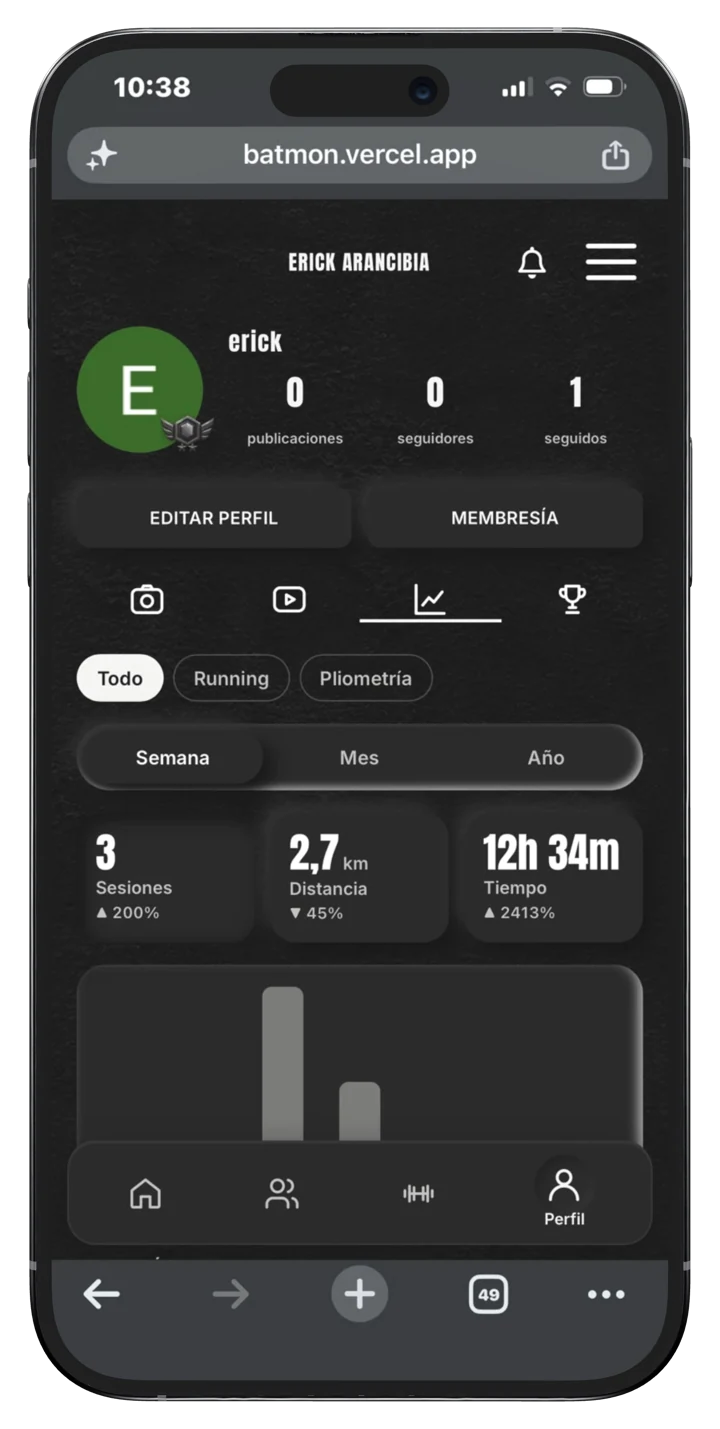 10:38
batmon.vercel.app
ERICK ARANCIBIA
E
erick
0 0 1
publicaciones seguidores seguidos
EDITAR PERFIL MEMBRESÍA
Todo Running Pliometría
Semana Mes Año
3 2,7 km 12h 34m
Sesiones Distancia Tiempo
▲ 200% ▼ 45% ▲ 2413%
Perfil
49